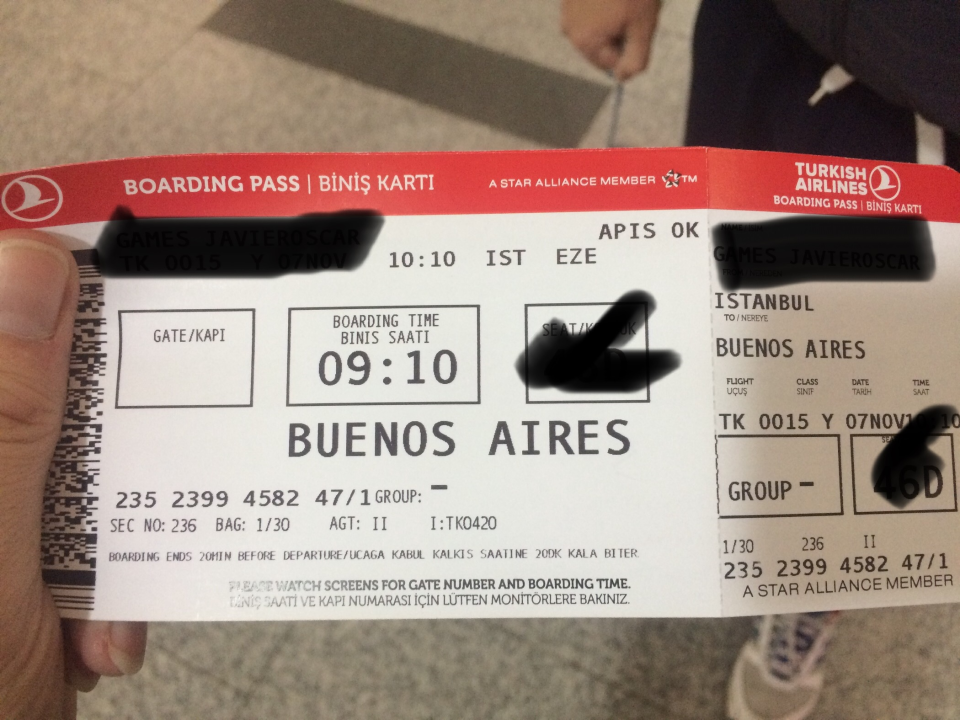 BOARDING PASS | BİNİŞ KARTI
A STAR ALLIANCE MEMBER ™
APIS OK
10:10 IST EZE
GATE/KAPI
BOARDING TIME
BINIS SAATI
09:10
BUENOS AIRES
235 2399 4582 47/1 GROUP: -
SEC NO: 236 BAG: 1/30 AGT: II I:TK0420
BOARDING ENDS 20MIN BEFORE DEPARTURE/UCAGA KABUL KALKIS SAATINE 20DK KALA BITER
PLEASE WATCH SCREENS FOR GATE NUMBER AND BOARDING TIME.
BİNİŞ SAATİ VE KAPI NUMARASI İÇİN LÜTFEN MONİTÖRLERE BAKINIZ.
TURKISH
AIRLINES
BOARDING PASS | BİNİŞ KARTI
ISTANBUL
TO / NEREYE
BUENOS AIRES
FLIGHT CLASS DATE TIME
UÇUŞ SINIF TARİH SAAT
TK 0015 Y 07NOV
GROUP -
1/30 236 II
235 2399 4582 47/1
A STAR ALLIANCE MEMBER